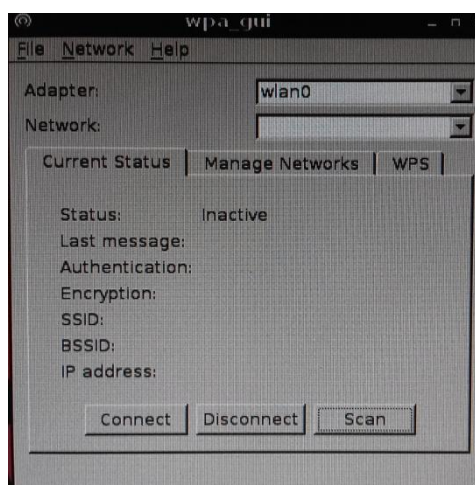 wpa_gui
File Network Help
Adapter: wlan0
Network:
Current Status Manage Networks WPS
Status: Inactive
Last message:
Authentication:
Encryption:
SSID:
BSSID:
IP address:
Connect Disconnect Scan